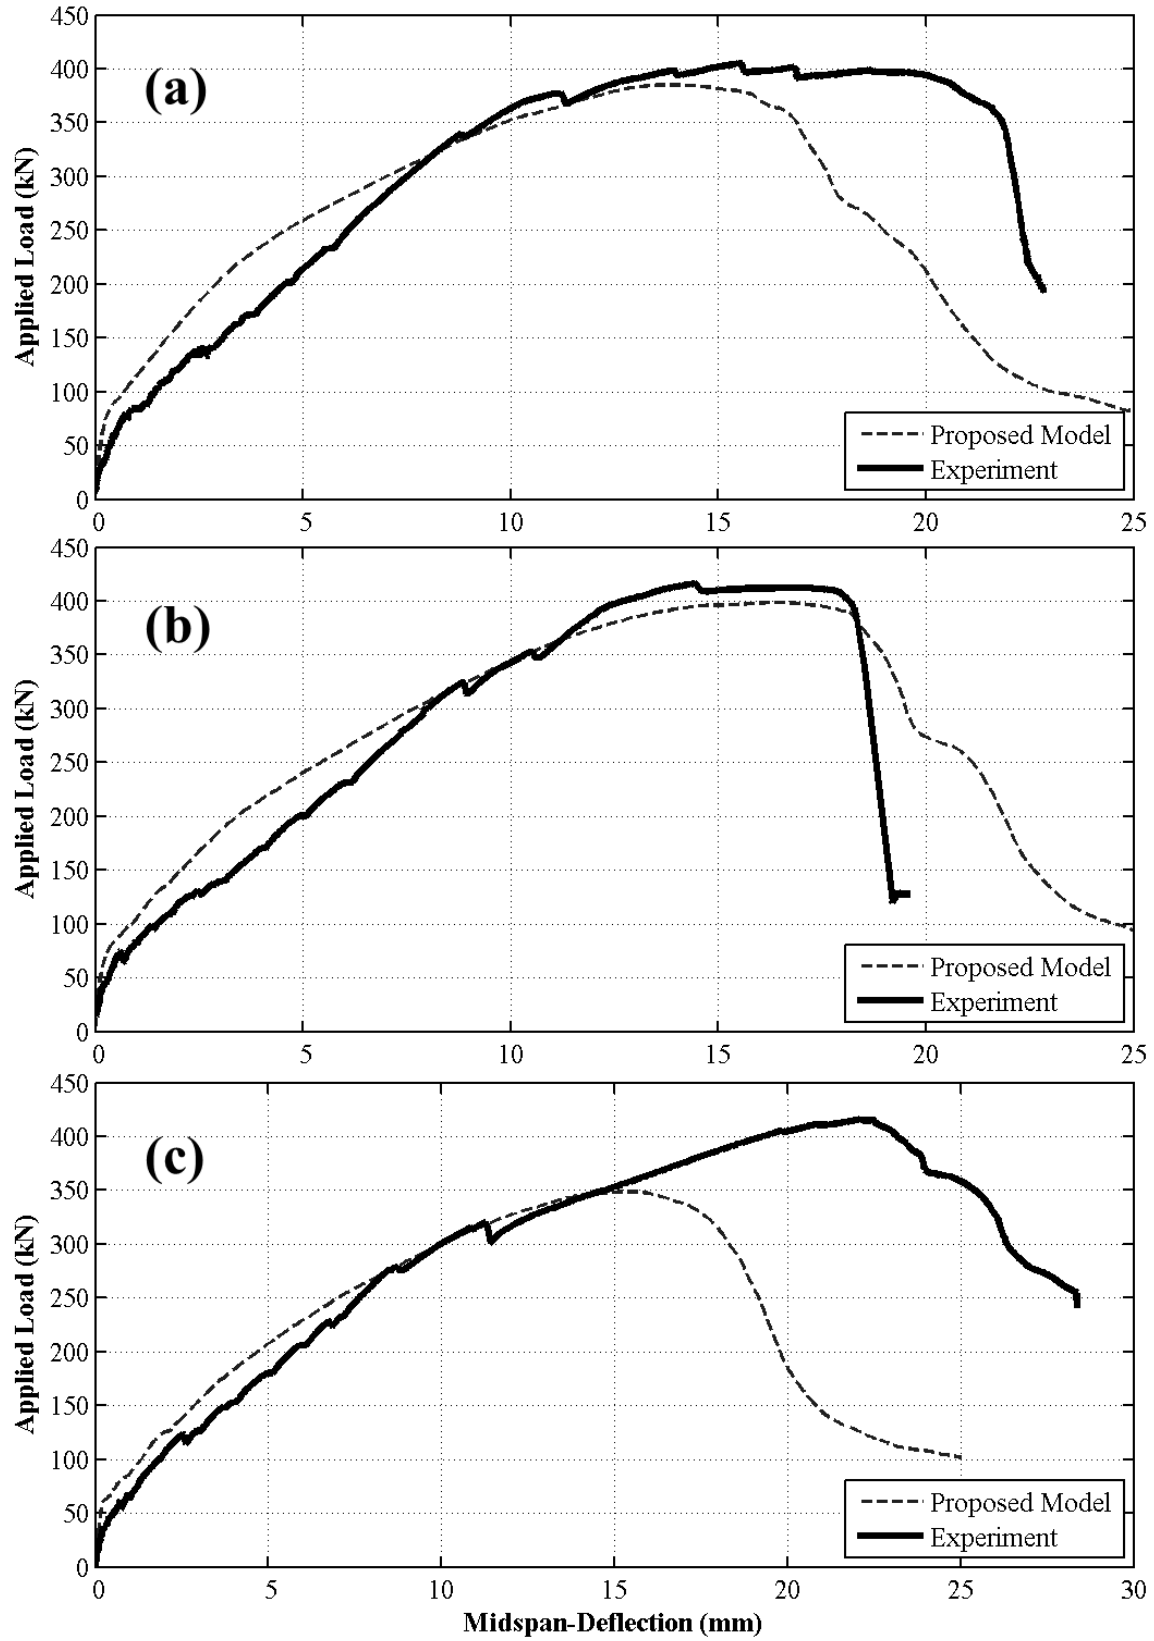 (a)
Applied Load (kN)
450
400
350
300
250
200
150
100
50
0
0 5 10 15 20 25
Proposed Model
Experiment
(b)
Applied Load (kN)
450
400
350
300
250
200
150
100
50
0
0 5 10 15 20 25
Proposed Model
Experiment
(c)
Applied Load (kN)
450
400
350
300
250
200
150
100
50
0
0 5 10 15 20 25 30
Proposed Model
Experiment
Midspan-Deflection (mm)